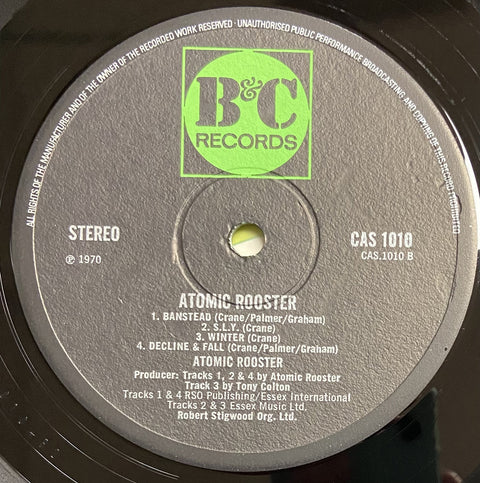 ALL RIGHTS OF THE MANUFACTURER AND OF THE OWNER OF THE RECORDED WORK RESERVED · UNAUTHORISED PUBLIC PERFORMANCE BROADCASTING AND COPYING OF THIS RECORD PROHIBITED
B&C
RECORDS
STEREO
CAS 1010
℗ 1970
CAS.1010 B
ATOMIC ROOSTER
1. BANSTEAD (Crane/Palmer/Graham)
2. S.L.Y. (Crane)
3. WINTER (Crane)
4. DECLINE & FALL (Crane/Palmer/Graham)
ATOMIC ROOSTER
Producer: Tracks 1, 2 & 4 by Atomic Rooster
Track 3 by Tony Colton
Tracks 1 & 4 RSO Publishing/Essex International
Tracks 2 & 3 Essex Music Ltd.
Robert Stigwood Org. Ltd.